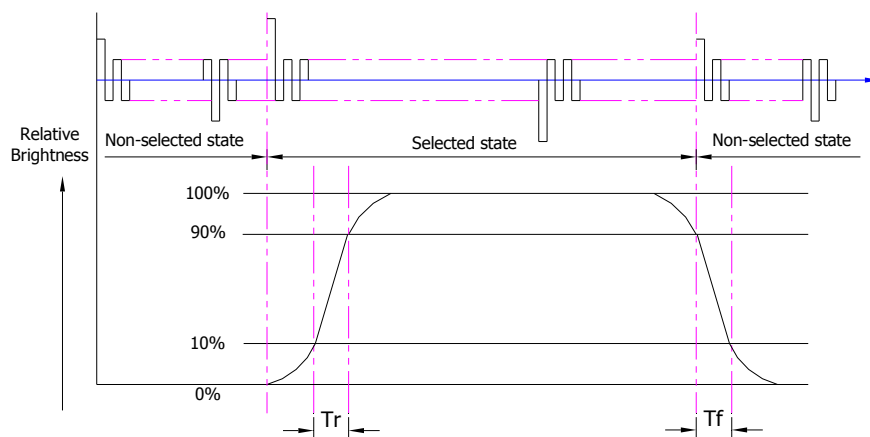 Relative
Brightness
Non-selected state
Selected state
Non-selected state
100%
90%
10%
0%
Tr
Tf